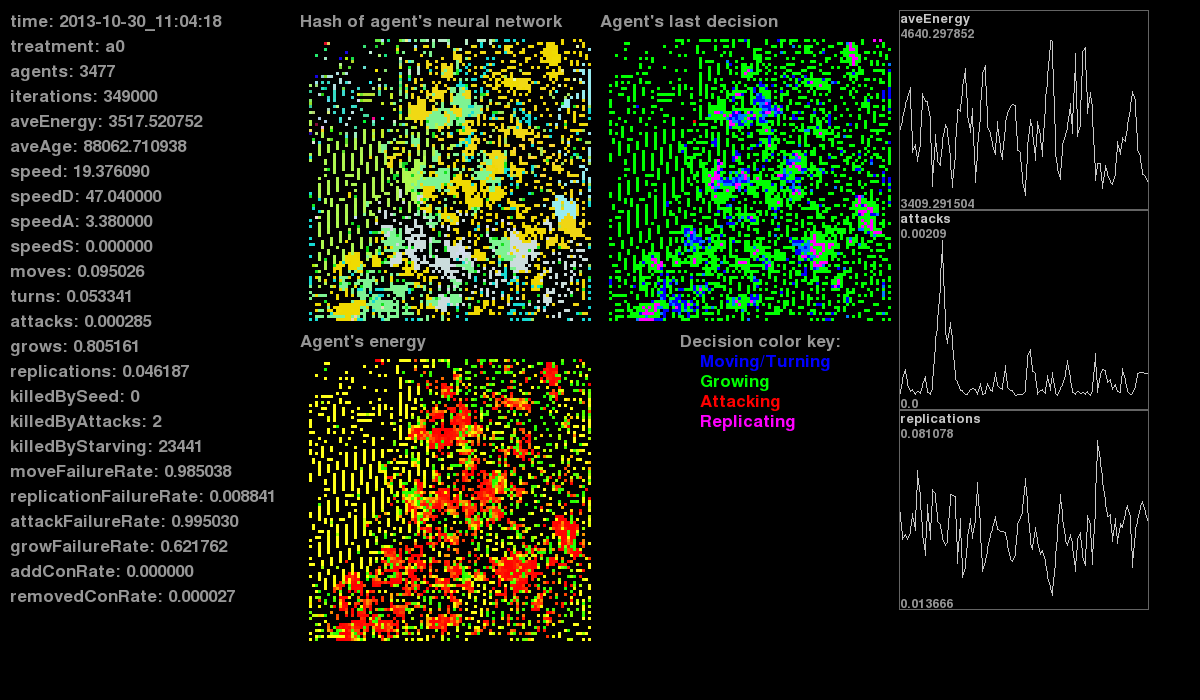 time: 2013-10-30_11:04:18
treatment: a0
agents: 3477
iterations: 349000
aveEnergy: 3517.520752
aveAge: 88062.710938
speed: 19.376090
speedD: 47.040000
speedA: 3.380000
speedS: 0.000000
moves: 0.095026
turns: 0.053341
attacks: 0.000285
grows: 0.805161
replications: 0.046187
killedBySeed: 0
killedByAttacks: 2
killedByStarving: 23441
moveFailureRate: 0.985038
replicationFailureRate: 0.008841
attackFailureRate: 0.995030
growFailureRate: 0.621762
addConRate: 0.000000
removedConRate: 0.000027
Hash of agent's neural network
Agent's last decision
Agent's energy
Decision color key:
Moving/Turning
Growing
Attacking
Replicating
aveEnergy
4640.297852
3409.291504
attacks
0.00209
0.0
replications
0.081078
0.013666